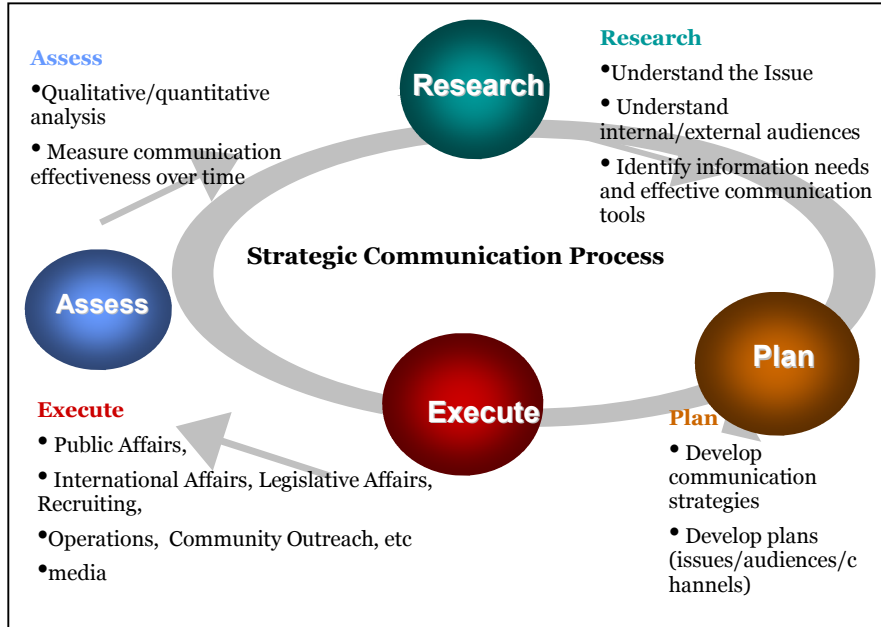 Assess
•Qualitative/quantitative
analysis
• Measure communication
effectiveness over time
Research
Research
•Understand the Issue
• Understand
internal/external audiences
• Identify information needs
and effective communication
tools
Strategic Communication Process
Assess
Execute
Plan
Execute
• Public Affairs,
• International Affairs, Legislative Affairs,
Recruiting,
•Operations, Community Outreach, etc
•media
Plan
• Develop
communication
strategies
• Develop plans
(issues/audiences/c
hannels)